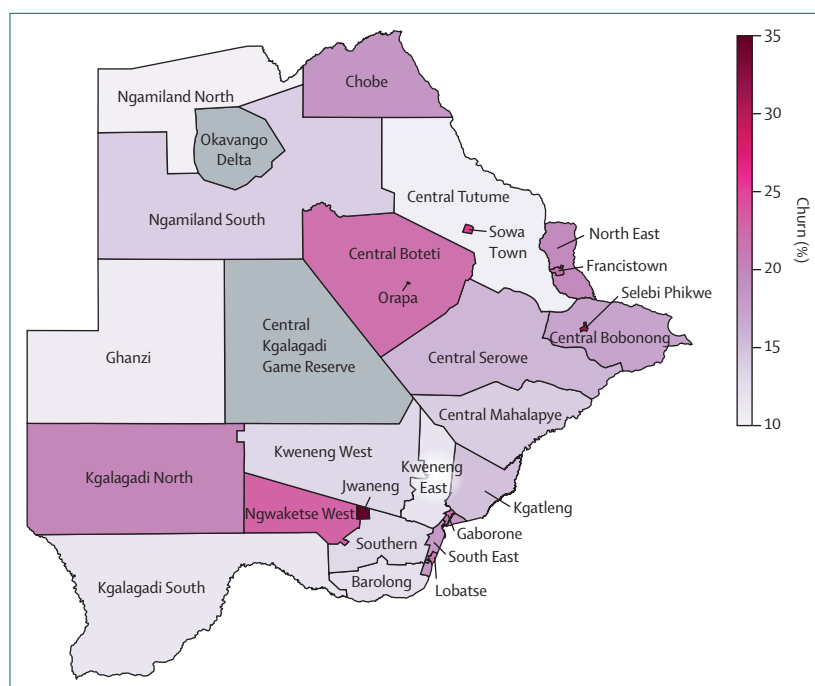 Chobe
Ngamiland North
Okavango
Delta
Central Tutume
Ngamiland South
Sowa
Town
North East
Central Boteti
Francistown
Orapa
Selebi Phikwe
Central
Kgalagadi
Game Reserve
Central Bobonong
Ghanzi
Central Serowe
Central Mahalapye
Kweneng West
Kweneng
East
Kgalagadi North
Jwaneng
Kgatleng
Ngwaketse West
Gaborone
Southern
South East
Kgalagadi South
Barolong
Lobatse
35
30
25
20
15
10
Churn (%)